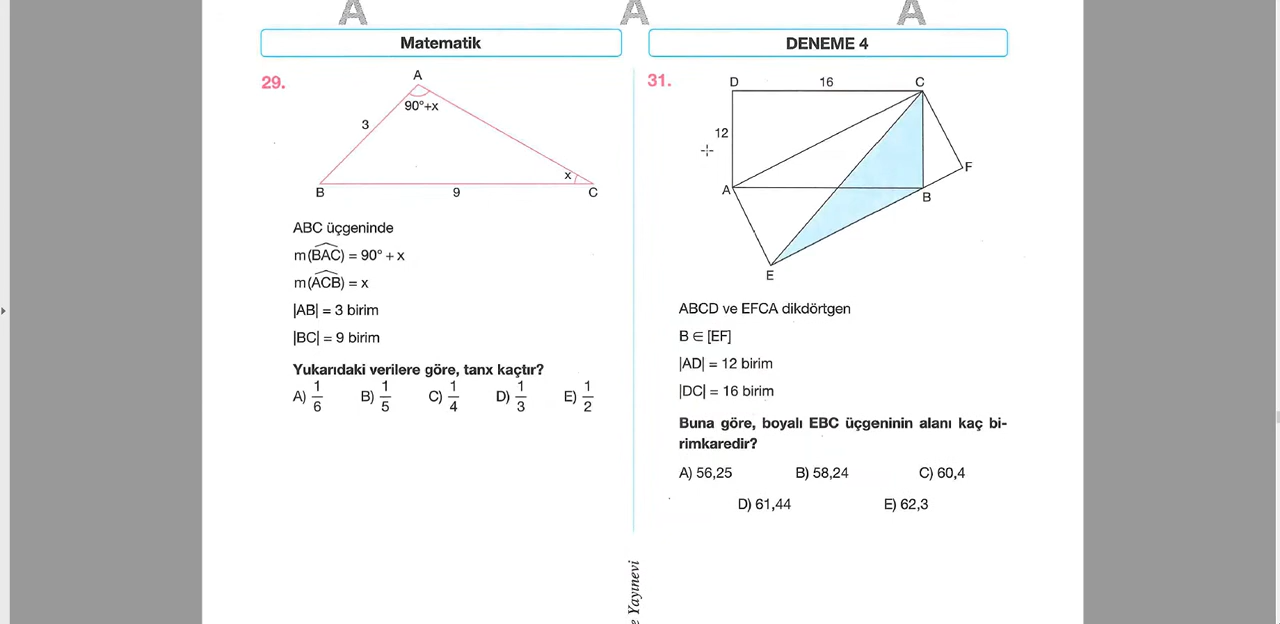 A A A
Matematik
DENEME 4
29.
A
90°+x
3
x
B
9
C
ABC üçgeninde
m(BAC) = 90° + x
m(ACB) = x
|AB| = 3 birim
|BC| = 9 birim
Yukarıdaki verilere göre, tanx kaçtır?
A) 1/6 B) 1/5 C) 1/4 D) 1/3 E) 1/2
31.
D
16
C
12
F
A
B
E
ABCD ve EFCA dikdörtgen
B ∈ [EF]
|AD| = 12 birim
|DC| = 16 birim
Buna göre, boyalı EBC üçgeninin alanı kaç bi-
rimkaredir?
A) 56,25 B) 58,24 C) 60,4
D) 61,44 E) 62,3
Yayınevi